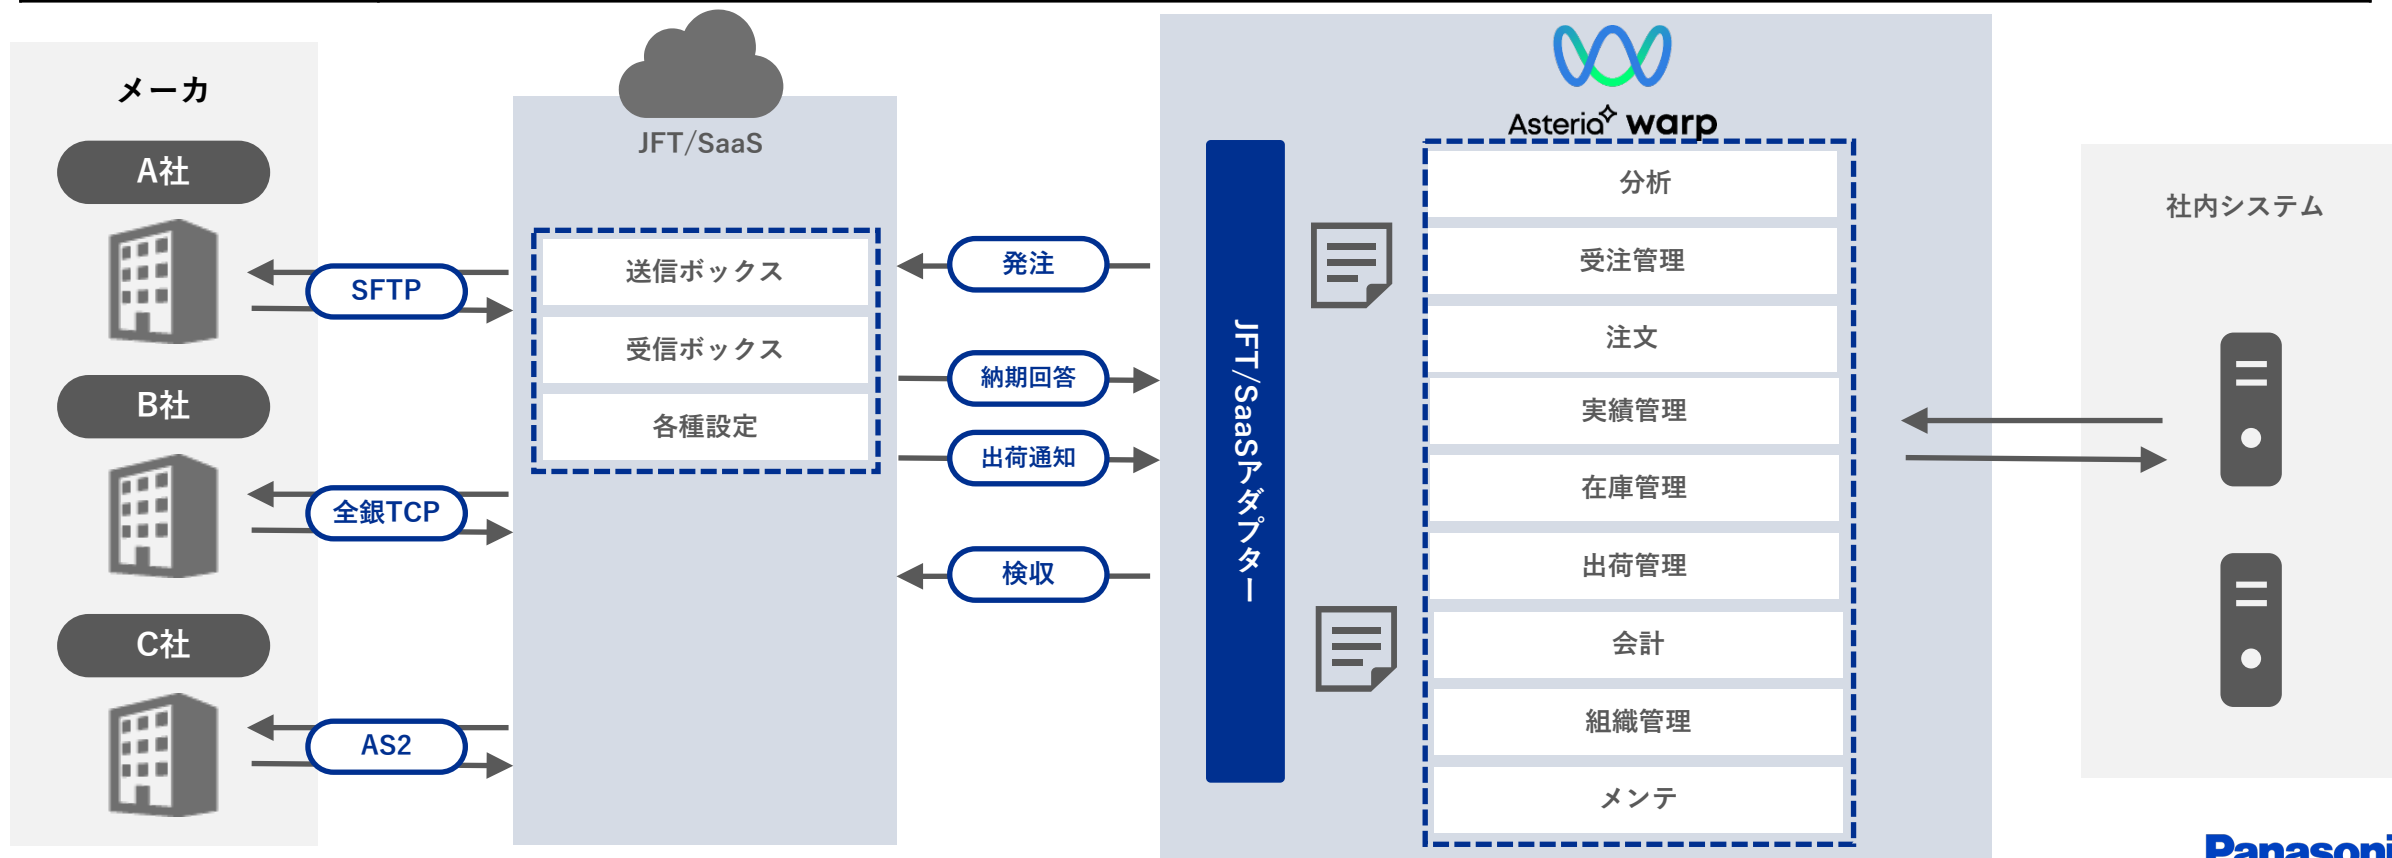 メーカ
A社
SFTP
B社
全銀TCP
C社
AS2
JFT/SaaS
送信ボックス
受信ボックス
各種設定
発注
納期回答
出荷通知
検収
JFT/SaaSアダプター
Asteria warp
分析
受注管理
注文
実績管理
在庫管理
出荷管理
会計
組織管理
メンテ
社内システム
Panasoni